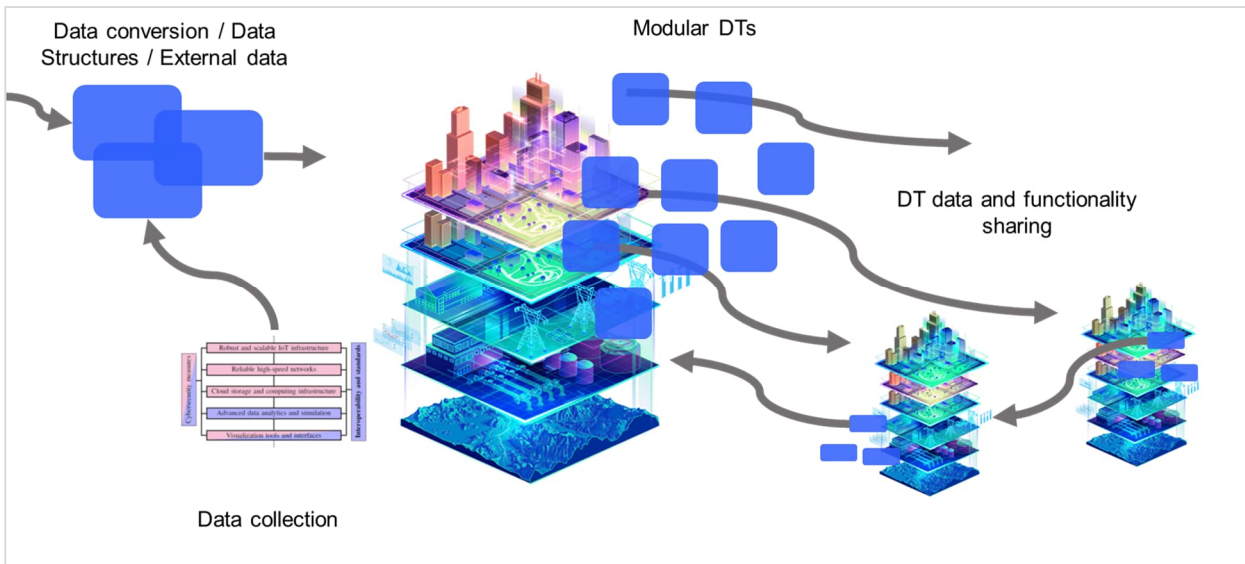 Data conversion / Data
Structures / External data
Modular DTs
DT data and functionality
sharing
Robust and scalable IoT infrastructure
Reliable high-speed networks
Cloud storage and computing infrastructure
Advanced data analytics and simulation
Visualization tools and interfaces
Cybersecurity measures
Interoperability and standards
Data collection